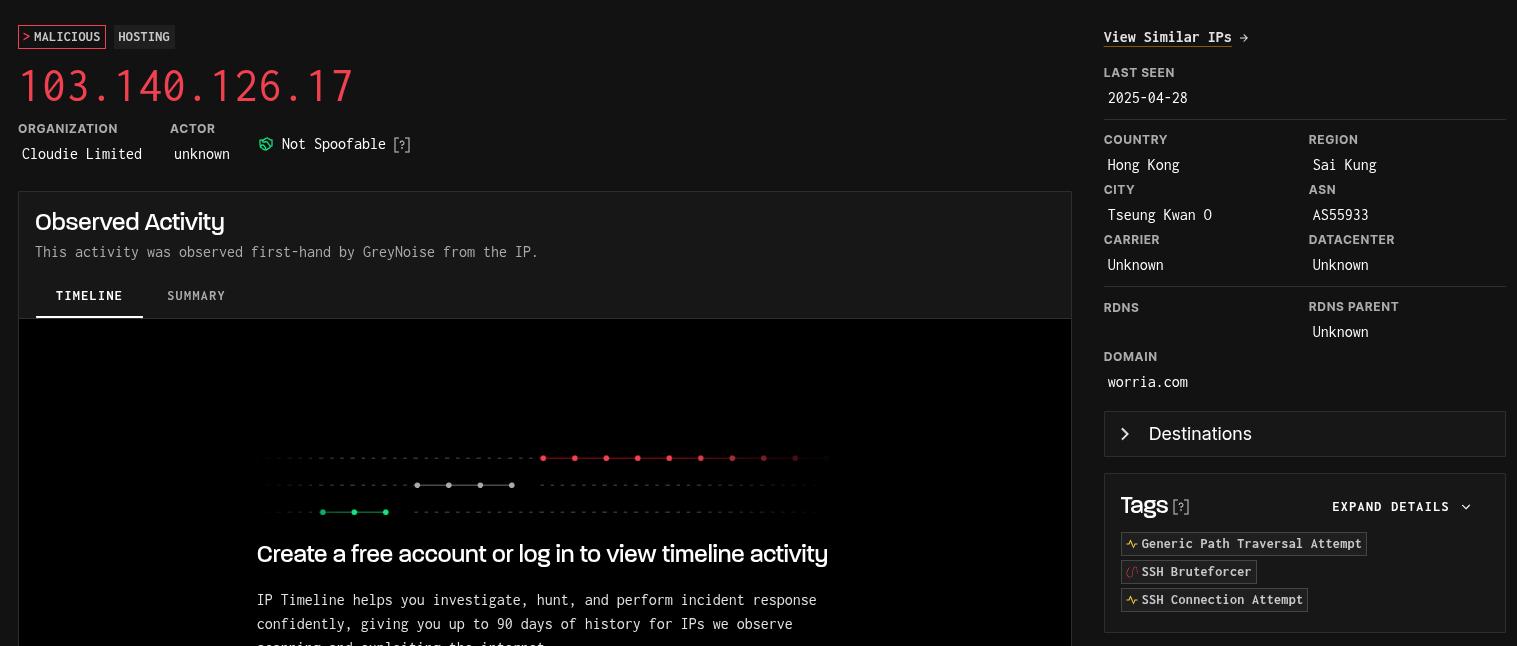 > MALICIOUS HOSTING
103.140.126.17
ORGANIZATION ACTOR
Cloudie Limited unknown Not Spoofable [?]
Observed Activity
This activity was observed first-hand by GreyNoise from the IP.
TIMELINE SUMMARY
Create a free account or log in to view timeline activity
IP Timeline helps you investigate, hunt, and perform incident response
confidently, giving you up to 90 days of history for IPs we observe
scanning and exploiting the internet.
View Similar IPs →
LAST SEEN
2025-04-28
COUNTRY REGION
Hong Kong Sai Kung
CITY ASN
Tseung Kwan O AS55933
CARRIER DATACENTER
Unknown Unknown
RDNS RDNS PARENT
Unknown
DOMAIN
worria.com
Destinations
Tags [?] EXPAND DETAILS
Generic Path Traversal Attempt
SSH Bruteforcer
SSH Connection Attempt